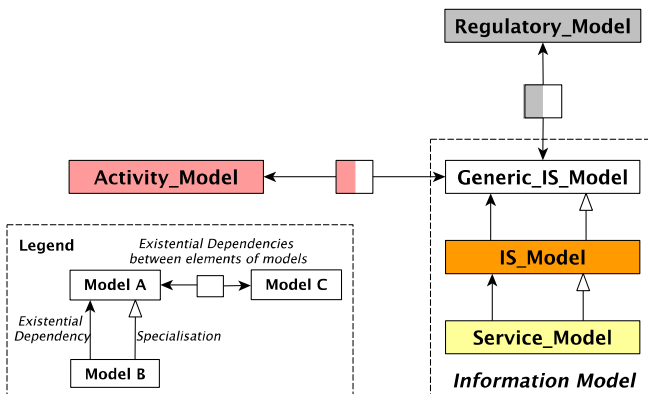 Regulatory_Model
Activity_Model
Generic_IS_Model
IS_Model
Service_Model
Information Model
Legend
Existential Dependencies
between elements of models
Model A
Model C
Existential
Dependency
Specialisation
Model B